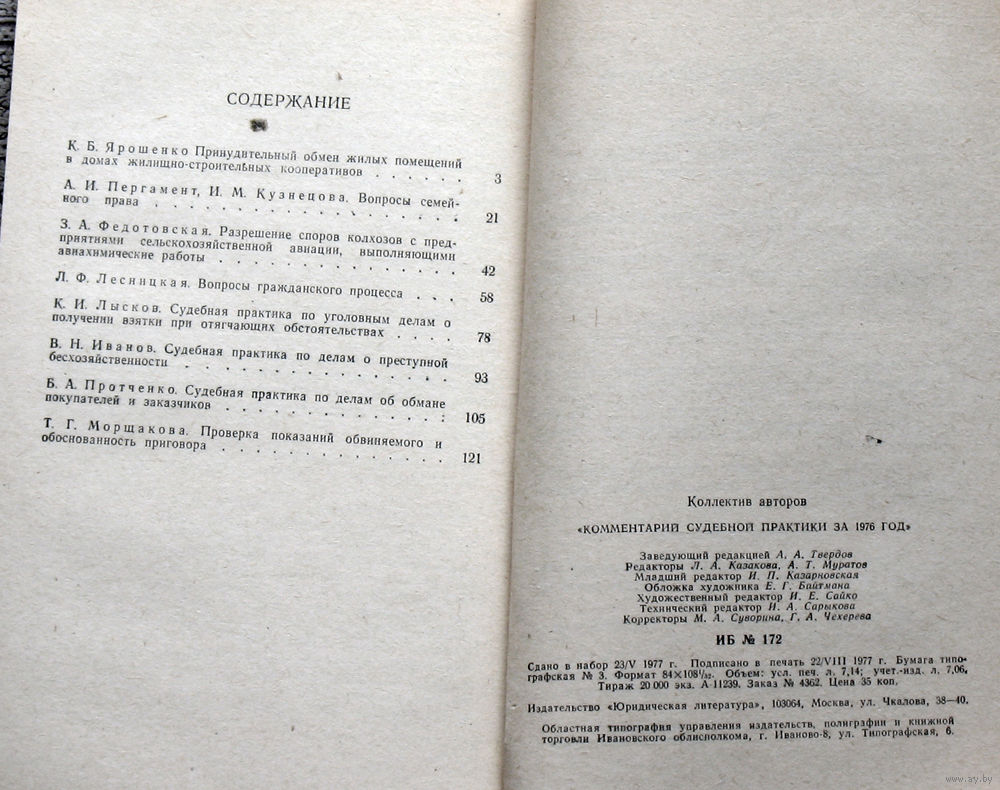 СОДЕРЖАНИЕ
К. Б. Ярошенко Принудительный обмен жилых помещений
в домах жилищно-строительных кооперативов . . . . . . 3
А. И. Пергамент, И. М. Кузнецова. Вопросы семей-
ного права . . . . . . . . . . . . . . . . 21
З. А. Федотовская. Разрешение споров колхозов с пред-
приятиями сельскохозяйственной авиации, выполняющими
авиахимические работы . . . . . . . . . . . . . 42
Л. Ф. Лесницкая. Вопросы гражданского процесса . . . 58
К. И. Лысков. Судебная практика по уголовным делам о
получении взятки при отягчающих обстоятельствах . . . . 78
В. Н. Иванов. Судебная практика по делам о преступной
бесхозяйственности . . . . . . . . . . . . . . 93
Б. А. Протченко. Судебная практика по делам об обмане
покупателей и заказчиков . . . . . . . . . . . . 105
Т. Г. Морщакова. Проверка показаний обвиняемого и
обоснованность приговора . . . . . . . . . . . . 121
Коллектив авторов
«КОММЕНТАРИЙ СУДЕБНОЙ ПРАКТИКИ ЗА 1976 ГОД»
Заведующий редакцией А. А. Твердов
Редакторы Л. А. Казакова, А. Т. Муратов
Младший редактор И. П. Казарновская
Обложка художника Е. Г. Байтмана
Художественный редактор И. Е. Сайко
Технический редактор И. А. Сарыкова
Корректоры М. А. Суворина, Г. А. Чехерева
ИБ № 172
Сдано в набор 23/V 1977 г. Подписано в печать 22/VIII 1977 г. Бумага типо-
графская № 3. Формат 84×108 1/32. Объем: усл. печ. л. 7,14; учет.-изд. л. 7,06.
Тираж 20 000 экз. А-11239. Заказ № 4362. Цена 35 коп.
Издательство «Юридическая литература», 103064, Москва, ул. Чкалова, 38—40.
Областная типография управления издательств, полиграфии и книжной
торговли Ивановского облисполкома, г. Иваново-8, ул. Типографская, 6.
www.ay.by